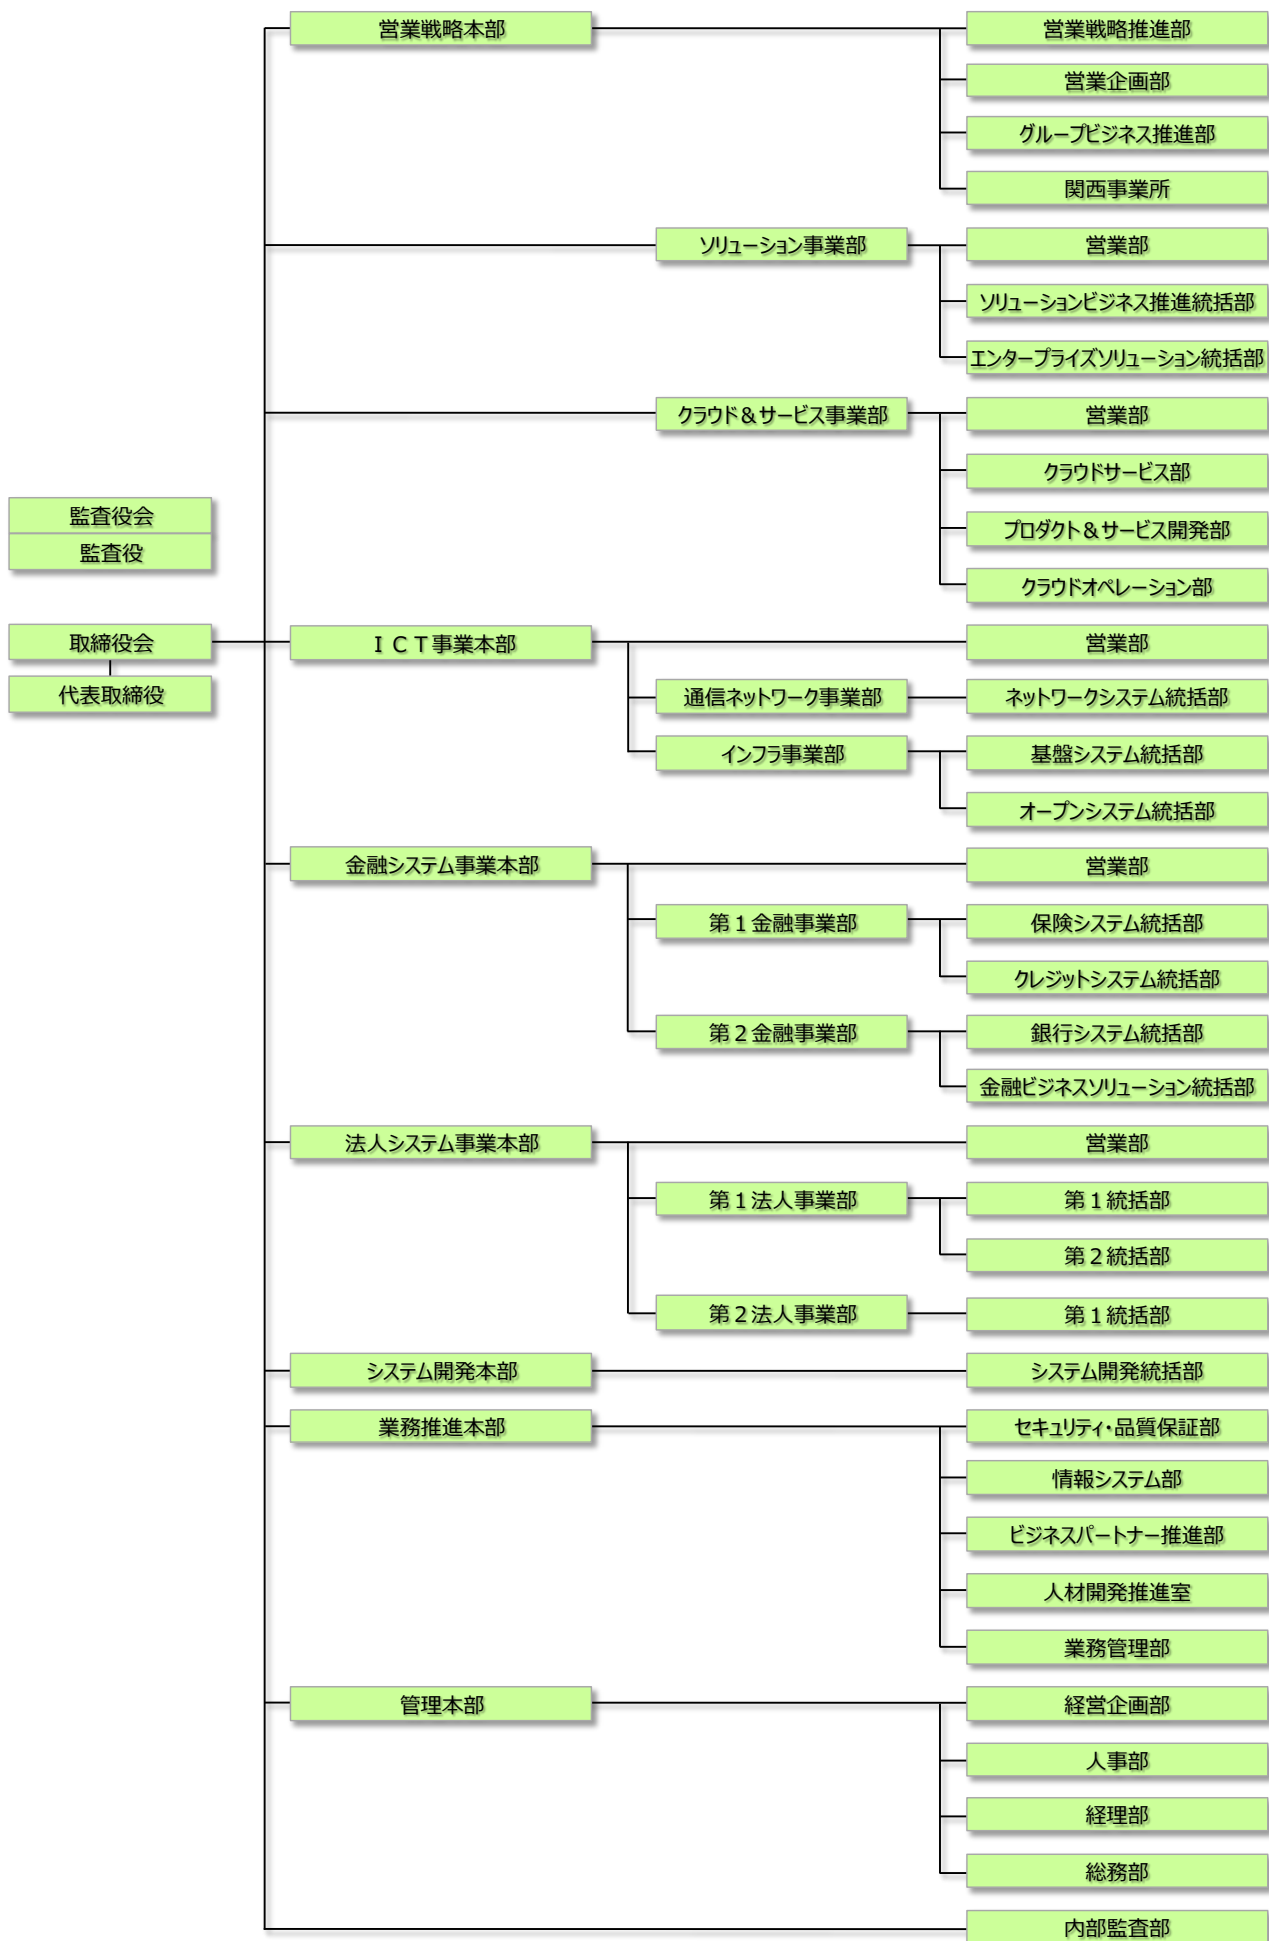 営業戦略本部
営業戦略推進部
営業企画部
グループビジネス推進部
関西事業所
ソリューション事業部
営業部
ソリューションビジネス推進統括部
エンタープライズソリューション統括部
クラウド＆サービス事業部
営業部
クラウドサービス部
プロダクト＆サービス開発部
クラウドオペレーション部
監査役会
監査役
取締役会
代表取締役
ＩＣＴ事業本部
営業部
通信ネットワーク事業部
ネットワークシステム統括部
インフラ事業部
基盤システム統括部
オープンシステム統括部
金融システム事業本部
営業部
第１金融事業部
保険システム統括部
クレジットシステム統括部
第２金融事業部
銀行システム統括部
金融ビジネスソリューション統括部
法人システム事業本部
営業部
第１法人事業部
第１統括部
第２統括部
第２法人事業部
第１統括部
システム開発本部
システム開発統括部
業務推進本部
セキュリティ・品質保証部
情報システム部
ビジネスパートナー推進部
人材開発推進室
業務管理部
管理本部
経営企画部
人事部
経理部
総務部
内部監査部